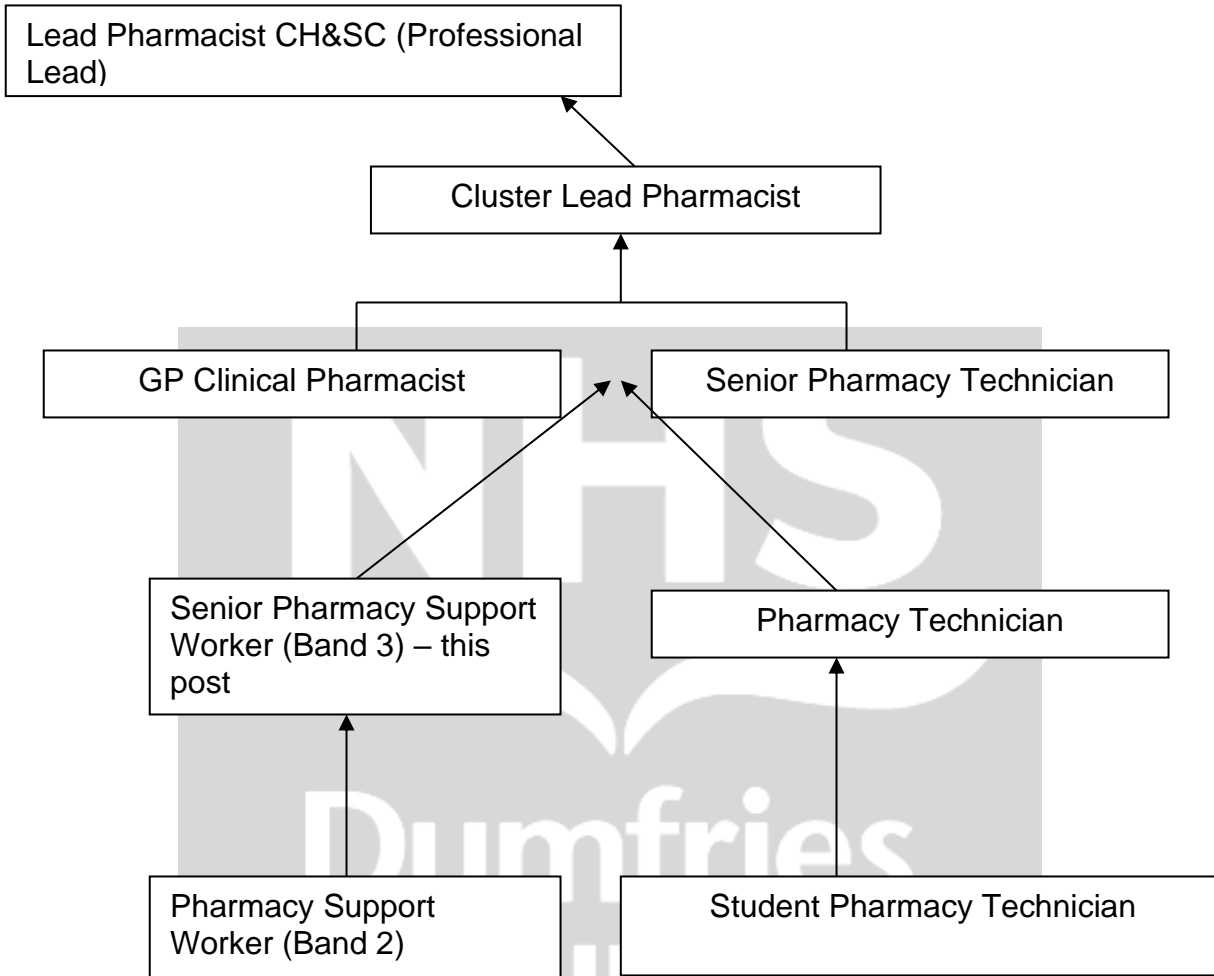 Lead Pharmacist CH&SC (Professional
Lead)
Cluster Lead Pharmacist
GP Clinical Pharmacist
Senior Pharmacy Technician
NHS
Senior Pharmacy Support
Worker (Band 3) – this
post
Pharmacy Technician
Dumfries
Pharmacy Support
Worker (Band 2)
Student Pharmacy Technician